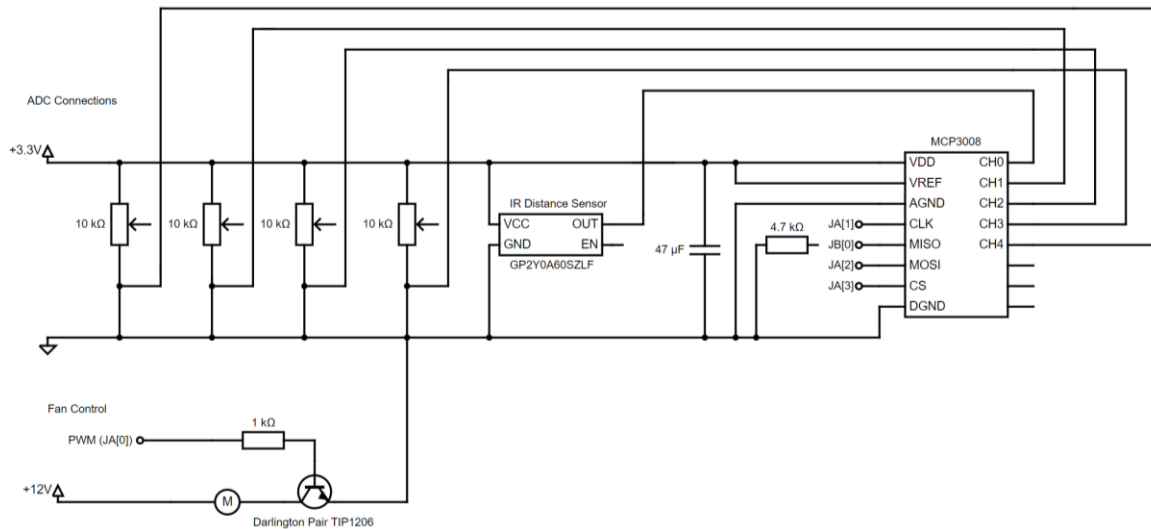 ADC Connections
+3.3V
10 kΩ
10 kΩ
10 kΩ
10 kΩ
IR Distance Sensor
VCC OUT
GND EN
GP2Y0A60SZLF
47 µF
4.7 kΩ
JA[1]
JB[0]
JA[2]
JA[3]
MCP3008
VDD CH0
VREF CH1
AGND CH2
CLK CH3
MISO CH4
MOSI
CS
DGND
Fan Control
1 kΩ
PWM (JA[0])
+12V
M
Darlington Pair TIP1206